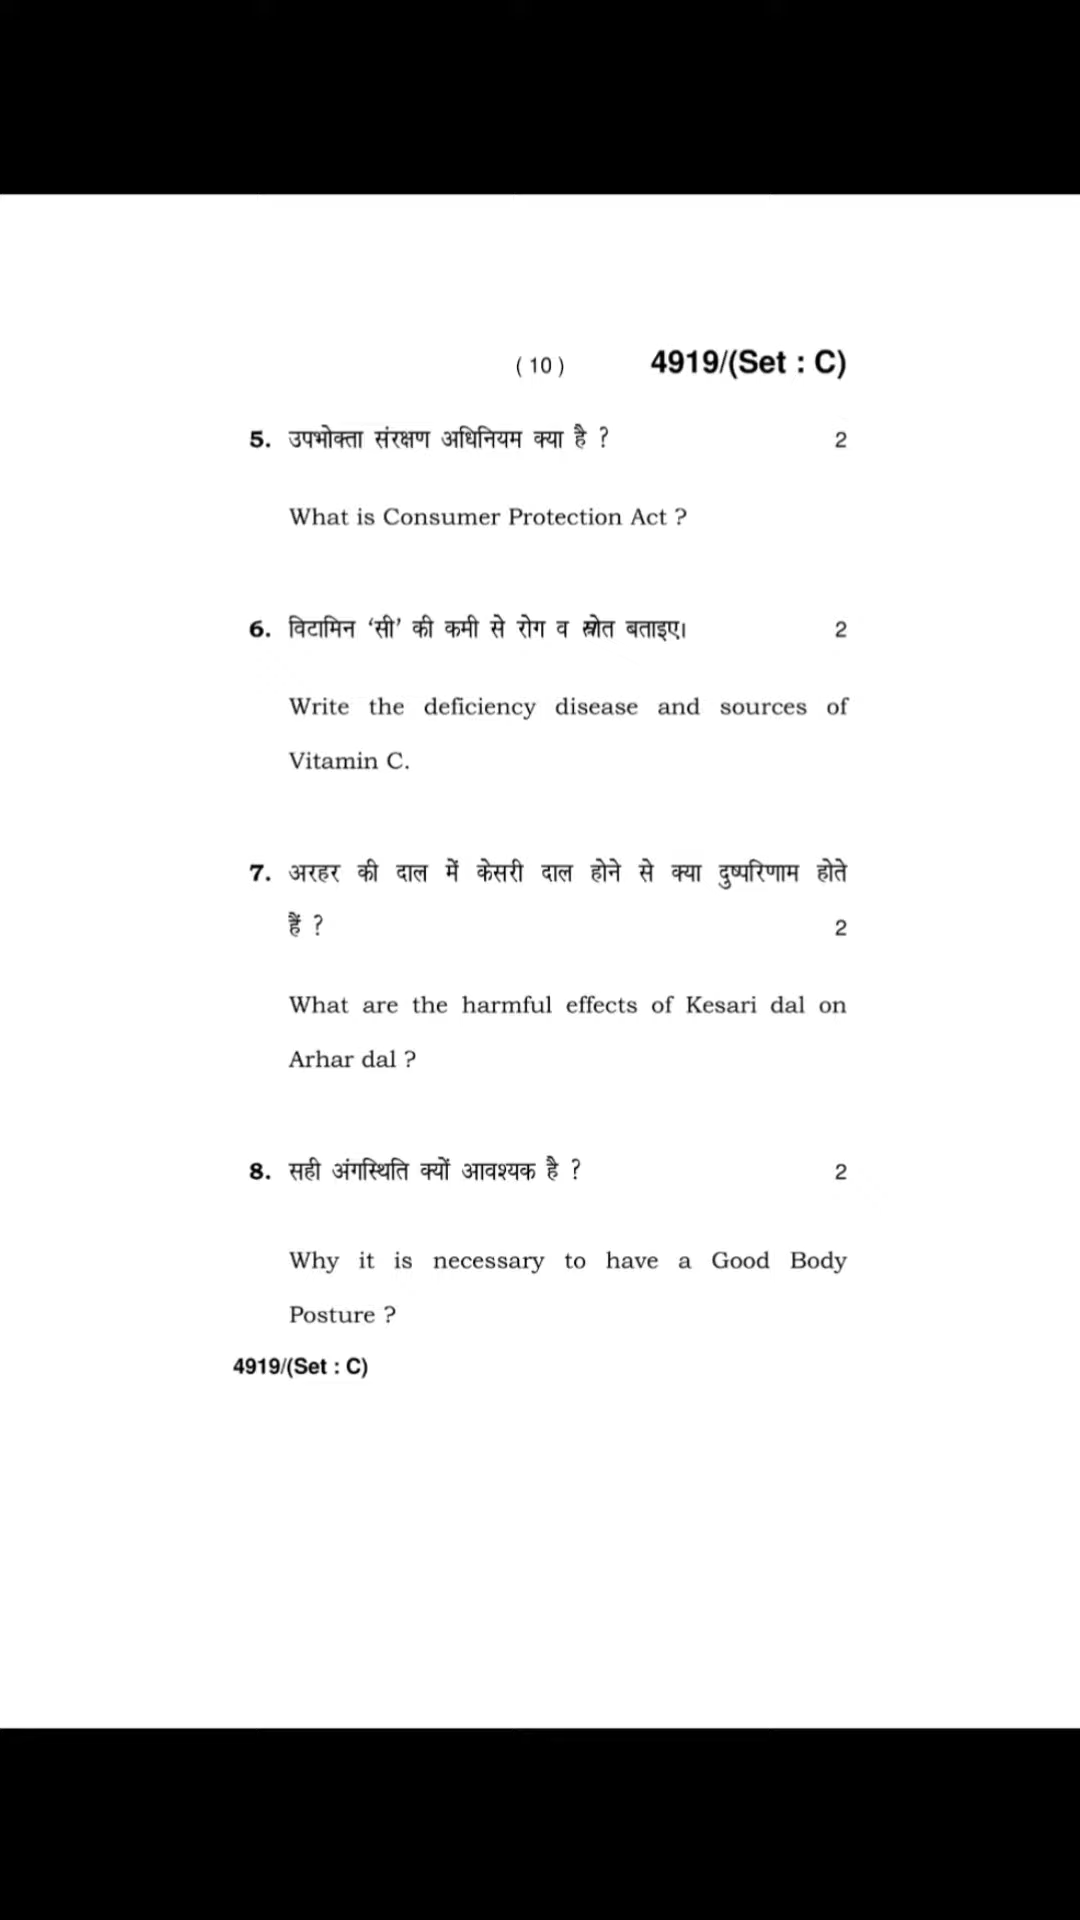 ( 10 ) 4919/(Set : C)
5. उपभोक्ता संरक्षण अधिनियम क्या है ? 2
What is Consumer Protection Act ?
6. विटामिन ‘सी’ की कमी से रोग व स्रोत बताइए। 2
Write the deficiency disease and sources of
Vitamin C.
7. अरहर की दाल में केसरी दाल होने से क्या दुष्परिणाम होते
हैं ? 2
What are the harmful effects of Kesari dal on
Arhar dal ?
8. सही अंगस्थिति क्यों आवश्यक है ? 2
Why it is necessary to have a Good Body
Posture ?
4919/(Set : C)